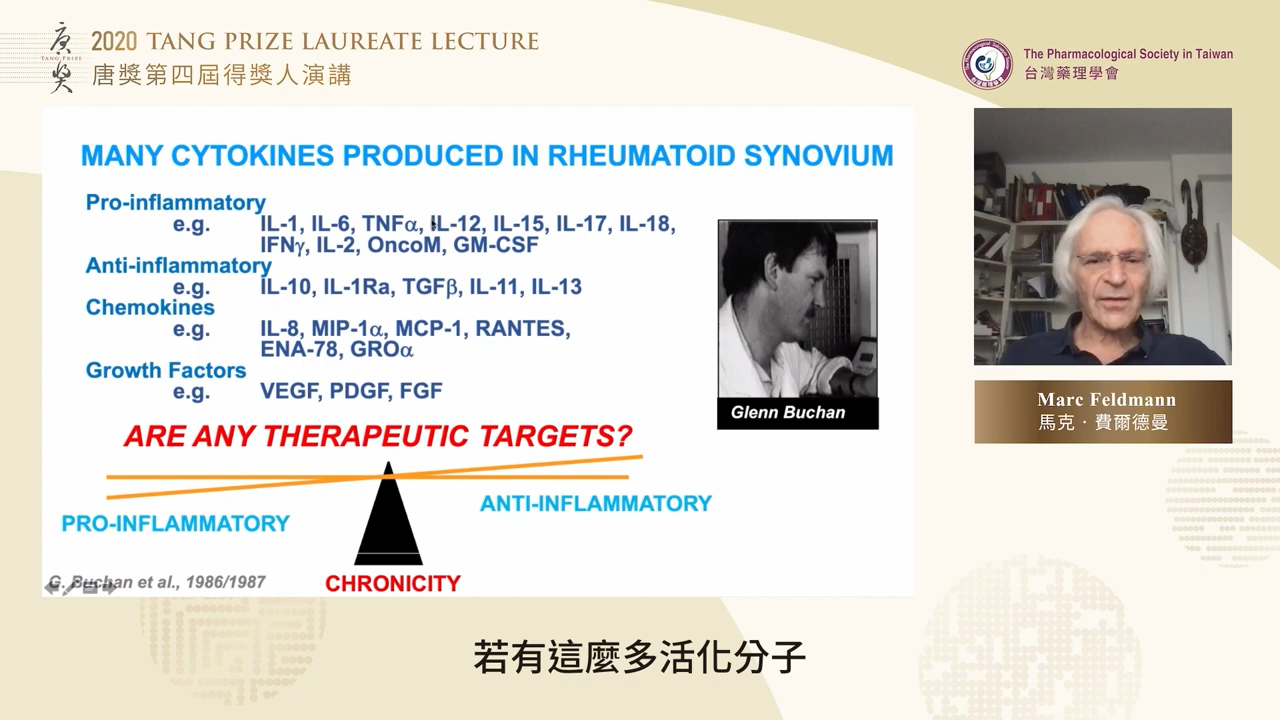 庚
TANG PRIZE
獎
2020 TANG PRIZE LAUREATE LECTURE
唐獎第四屆得獎人演講
The Pharmacological Society in Taiwan
台灣藥理學會
MANY CYTOKINES PRODUCED IN RHEUMATOID SYNOVIUM
Pro-inflammatory
e.g. IL-1, IL-6, TNFα, IL-12, IL-15, IL-17, IL-18,
IFNγ, IL-2, OncoM, GM-CSF
Anti-inflammatory
e.g. IL-10, IL-1Ra, TGFβ, IL-11, IL-13
Chemokines
e.g. IL-8, MIP-1α, MCP-1, RANTES,
ENA-78, GROα
Growth Factors
e.g. VEGF, PDGF, FGF
Glenn Buchan
ARE ANY THERAPEUTIC TARGETS?
PRO-INFLAMMATORY
ANTI-INFLAMMATORY
CHRONICITY
G. Buchan et al., 1986/1987
Marc Feldmann
馬克．費爾德曼
若有這麼多活化分子